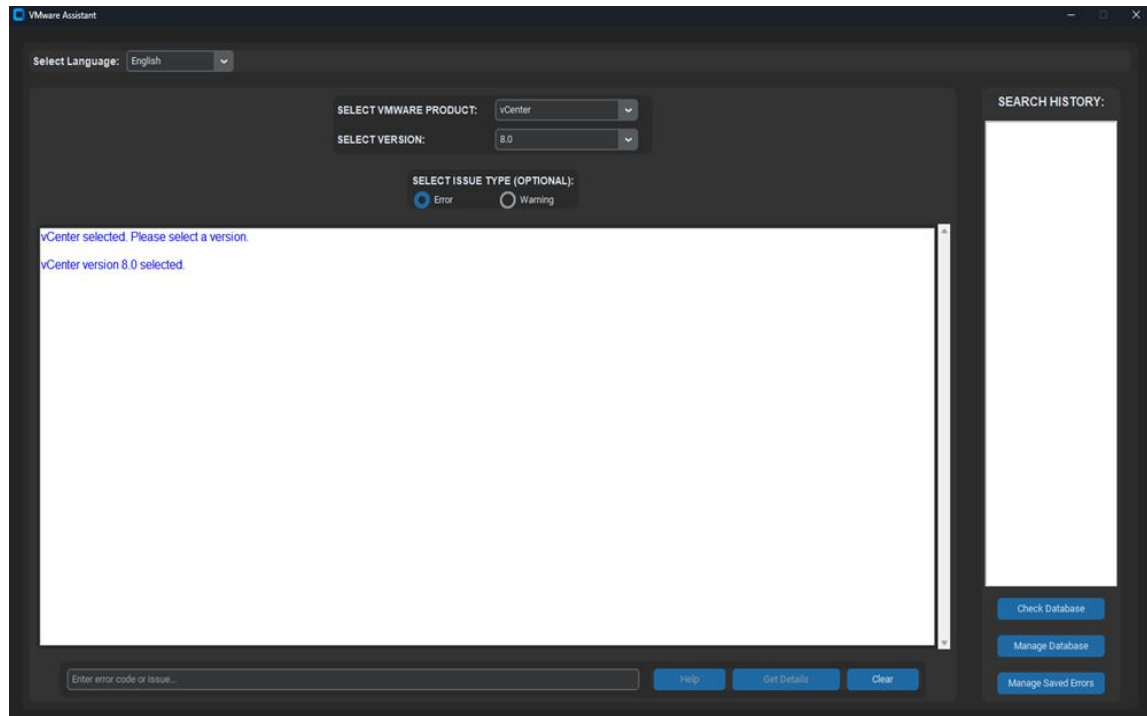 VMware Assistant
Select Language: English
SELECT VMWARE PRODUCT: vCenter
SELECT VERSION: 8.0
SELECT ISSUE TYPE (OPTIONAL):
Error Warning
vCenter selected. Please select a version.
vCenter version 8.0 selected.
Enter error code or issue...
Help Get Details Clear
SEARCH HISTORY:
Check Database
Manage Database
Manage Saved Errors